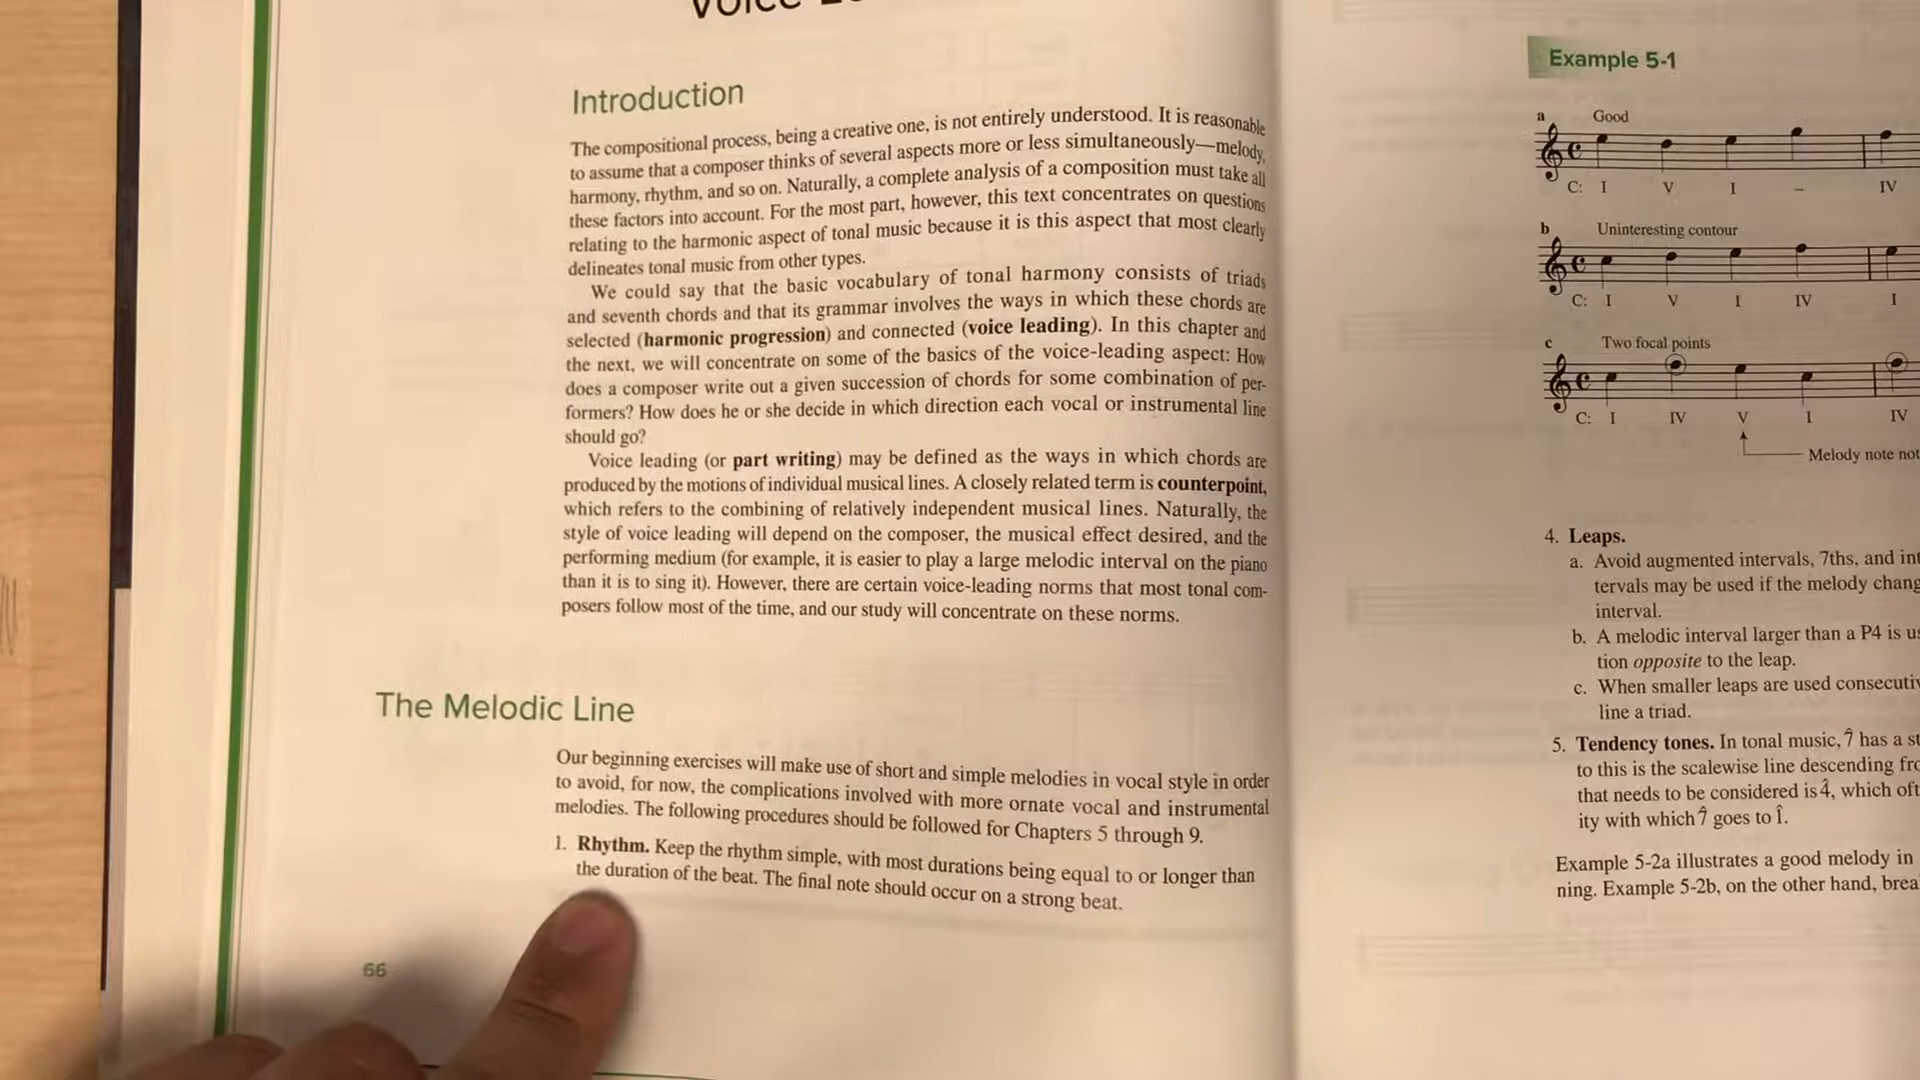 Voice
Introduction
The compositional process, being a creative one, is not entirely understood. It is reasonable
to assume that a composer thinks of several aspects more or less simultaneously—melody,
harmony, rhythm, and so on. Naturally, a complete analysis of a composition must take all
these factors into account. For the most part, however, this text concentrates on questions
relating to the harmonic aspect of tonal music because it is this aspect that most clearly
delineates tonal music from other types.
We could say that the basic vocabulary of tonal harmony consists of triads
and seventh chords and that its grammar involves the ways in which these chords are
selected (harmonic progression) and connected (voice leading). In this chapter and
the next, we will concentrate on some of the basics of the voice-leading aspect: How
does a composer write out a given succession of chords for some combination of per-
formers? How does he or she decide in which direction each vocal or instrumental line
should go?
Voice leading (or part writing) may be defined as the ways in which chords are
produced by the motions of individual musical lines. A closely related term is counterpoint,
which refers to the combining of relatively independent musical lines. Naturally, the
style of voice leading will depend on the composer, the musical effect desired, and the
performing medium (for example, it is easier to play a large melodic interval on the piano
than it is to sing it). However, there are certain voice-leading norms that most tonal com-
posers follow most of the time, and our study will concentrate on these norms.
The Melodic Line
Our beginning exercises will make use of short and simple melodies in vocal style in order
to avoid, for now, the complications involved with more ornate vocal and instrumental
melodies. The following procedures should be followed for Chapters 5 through 9.
1. Rhythm. Keep the rhythm simple, with most durations being equal to or longer than
the duration of the beat. The final note should occur on a strong beat.
66
Example 5-1
a Good
C: I V I – IV
b Uninteresting contour
C: I V I IV I
c Two focal points
C: I IV V I IV
Melody note not
4. Leaps.
a. Avoid augmented intervals, 7ths, and
tervals may be used if the melody
interval.
b. A melodic interval larger than a P4 is
tion opposite to the leap.
c. When smaller leaps are used
line a triad.
5. Tendency tones. In tonal music, 7̂ has a
to this is the scalewise line descending
that needs to be considered is 4̂, which
ity with which 7̂ goes to 1̂.
Example 5-2a illustrates a good melody in
ning. Example 5-2b, on the other hand,